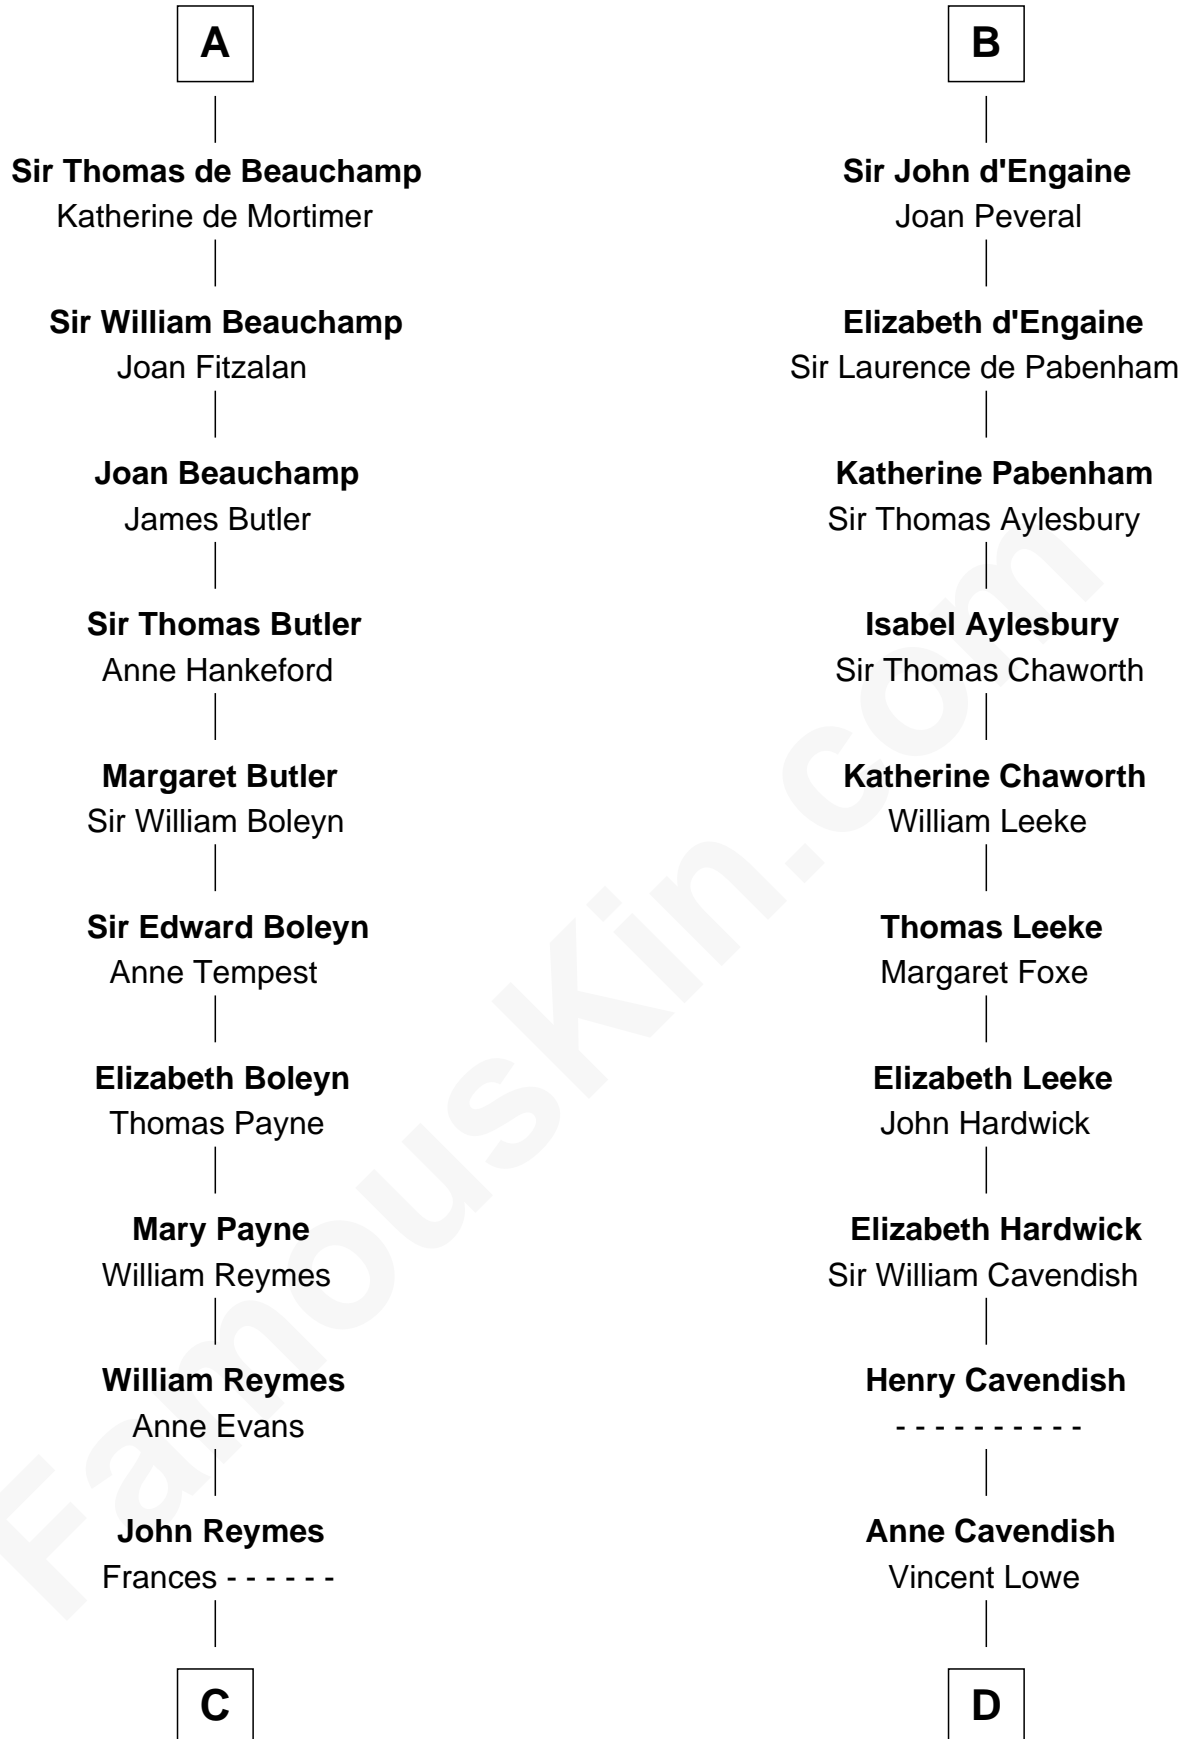 A
Sir Thomas de Beauchamp
Katherine de Mortimer
Sir William Beauchamp
Joan Fitzalan
Joan Beauchamp
James Butler
Sir Thomas Butler
Anne Hankeford
Margaret Butler
Sir William Boleyn
Sir Edward Boleyn
Anne Tempest
Elizabeth Boleyn
Thomas Payne
Mary Payne
William Reymes
William Reymes
Anne Evans
John Reymes
Frances - - - - - -
C
B
Sir John d'Engaine
Joan Peveral
Elizabeth d'Engaine
Sir Laurence de Pabenham
Katherine Pabenham
Sir Thomas Aylesbury
Isabel Aylesbury
Sir Thomas Chaworth
Katherine Chaworth
William Leeke
Thomas Leeke
Margaret Foxe
Elizabeth Leeke
John Hardwick
Elizabeth Hardwick
Sir William Cavendish
Henry Cavendish
- - - - - - - - - -
Anne Cavendish
Vincent Lowe
D
FamousKin.com